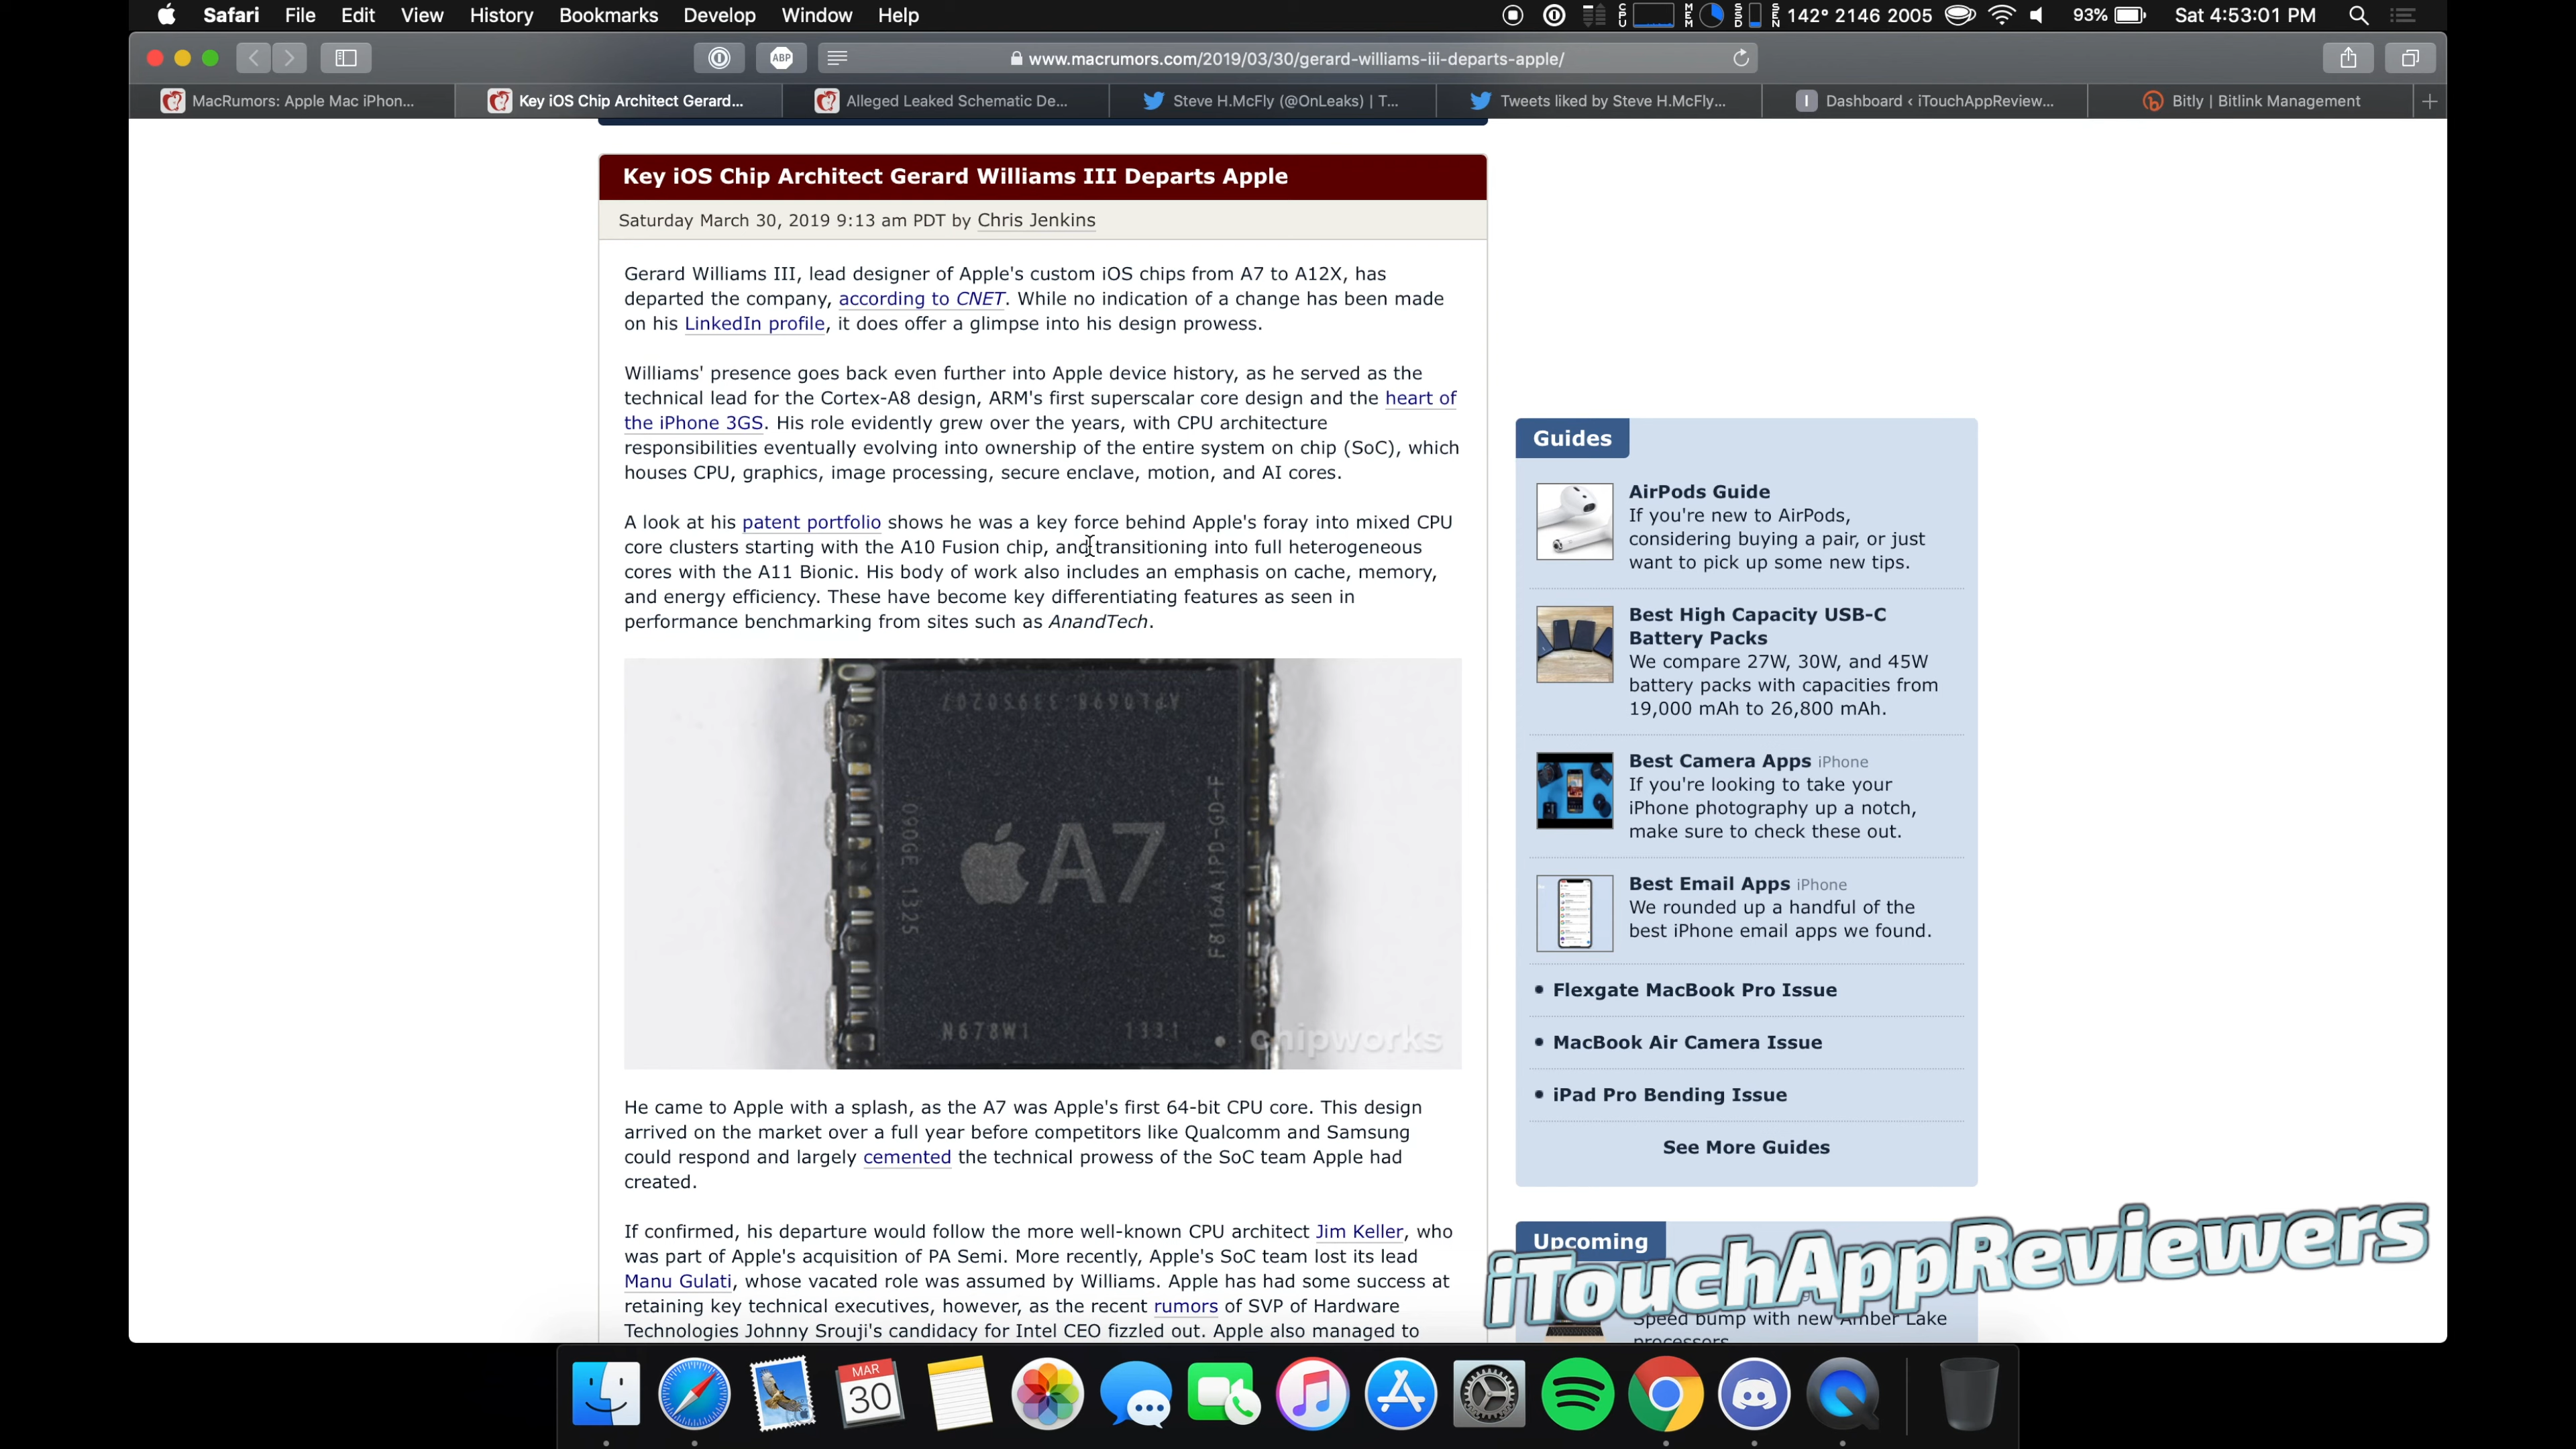 Safari File Edit View History Bookmarks Develop Window Help
CPU MEM SSD SEN 142° 2146 2005 93% Sat 4:53:01 PM
ABP www.macrumors.com/2019/03/30/gerard-williams-iii-departs-apple/
MacRumors: Apple Mac iPhon... Key iOS Chip Architect Gerard... Alleged Leaked Schematic De... Steve H.McFly (@OnLeaks) | T... Tweets liked by Steve H.McFly... I Dashboard ‹ iTouchAppReview... Bitly | Bitlink Management
Key iOS Chip Architect Gerard Williams III Departs Apple
Saturday March 30, 2019 9:13 am PDT by Chris Jenkins
Gerard Williams III, lead designer of Apple's custom iOS chips from A7 to A12X, has
departed the company, according to CNET. While no indication of a change has been made
on his LinkedIn profile, it does offer a glimpse into his design prowess.
Williams' presence goes back even further into Apple device history, as he served as the
technical lead for the Cortex-A8 design, ARM's first superscalar core design and the heart of
the iPhone 3GS. His role evidently grew over the years, with CPU architecture
responsibilities eventually evolving into ownership of the entire system on chip (SoC), which
houses CPU, graphics, image processing, secure enclave, motion, and AI cores.
A look at his patent portfolio shows he was a key force behind Apple's foray into mixed CPU
core clusters starting with the A10 Fusion chip, and transitioning into full heterogeneous
cores with the A11 Bionic. His body of work also includes an emphasis on cache, memory,
and energy efficiency. These have become key differentiating features as seen in
performance benchmarking from sites such as AnandTech.
A7
090GE 1325
F8164A1PD-GD-F
N678W1 1331
chipworks
He came to Apple with a splash, as the A7 was Apple's first 64-bit CPU core. This design
arrived on the market over a full year before competitors like Qualcomm and Samsung
could respond and largely cemented the technical prowess of the SoC team Apple had
created.
If confirmed, his departure would follow the more well-known CPU architect Jim Keller, who
was part of Apple's acquisition of PA Semi. More recently, Apple's SoC team lost its lead
Manu Gulati, whose vacated role was assumed by Williams. Apple has had some success at
retaining key technical executives, however, as the recent rumors of SVP of Hardware
Technologies Johnny Srouji's candidacy for Intel CEO fizzled out. Apple also managed to
Guides
AirPods Guide
If you're new to AirPods,
considering buying a pair, or just
want to pick up some new tips.
Best High Capacity USB-C
Battery Packs
We compare 27W, 30W, and 45W
battery packs with capacities from
19,000 mAh to 26,800 mAh.
Best Camera Apps iPhone
If you're looking to take your
iPhone photography up a notch,
make sure to check these out.
Best Email Apps iPhone
We rounded up a handful of the
best iPhone email apps we found.
Flexgate MacBook Pro Issue
MacBook Air Camera Issue
iPad Pro Bending Issue
See More Guides
Upcoming
iTouchAppReviewers
Speed bump with new Amber Lake
processors
MAR
30